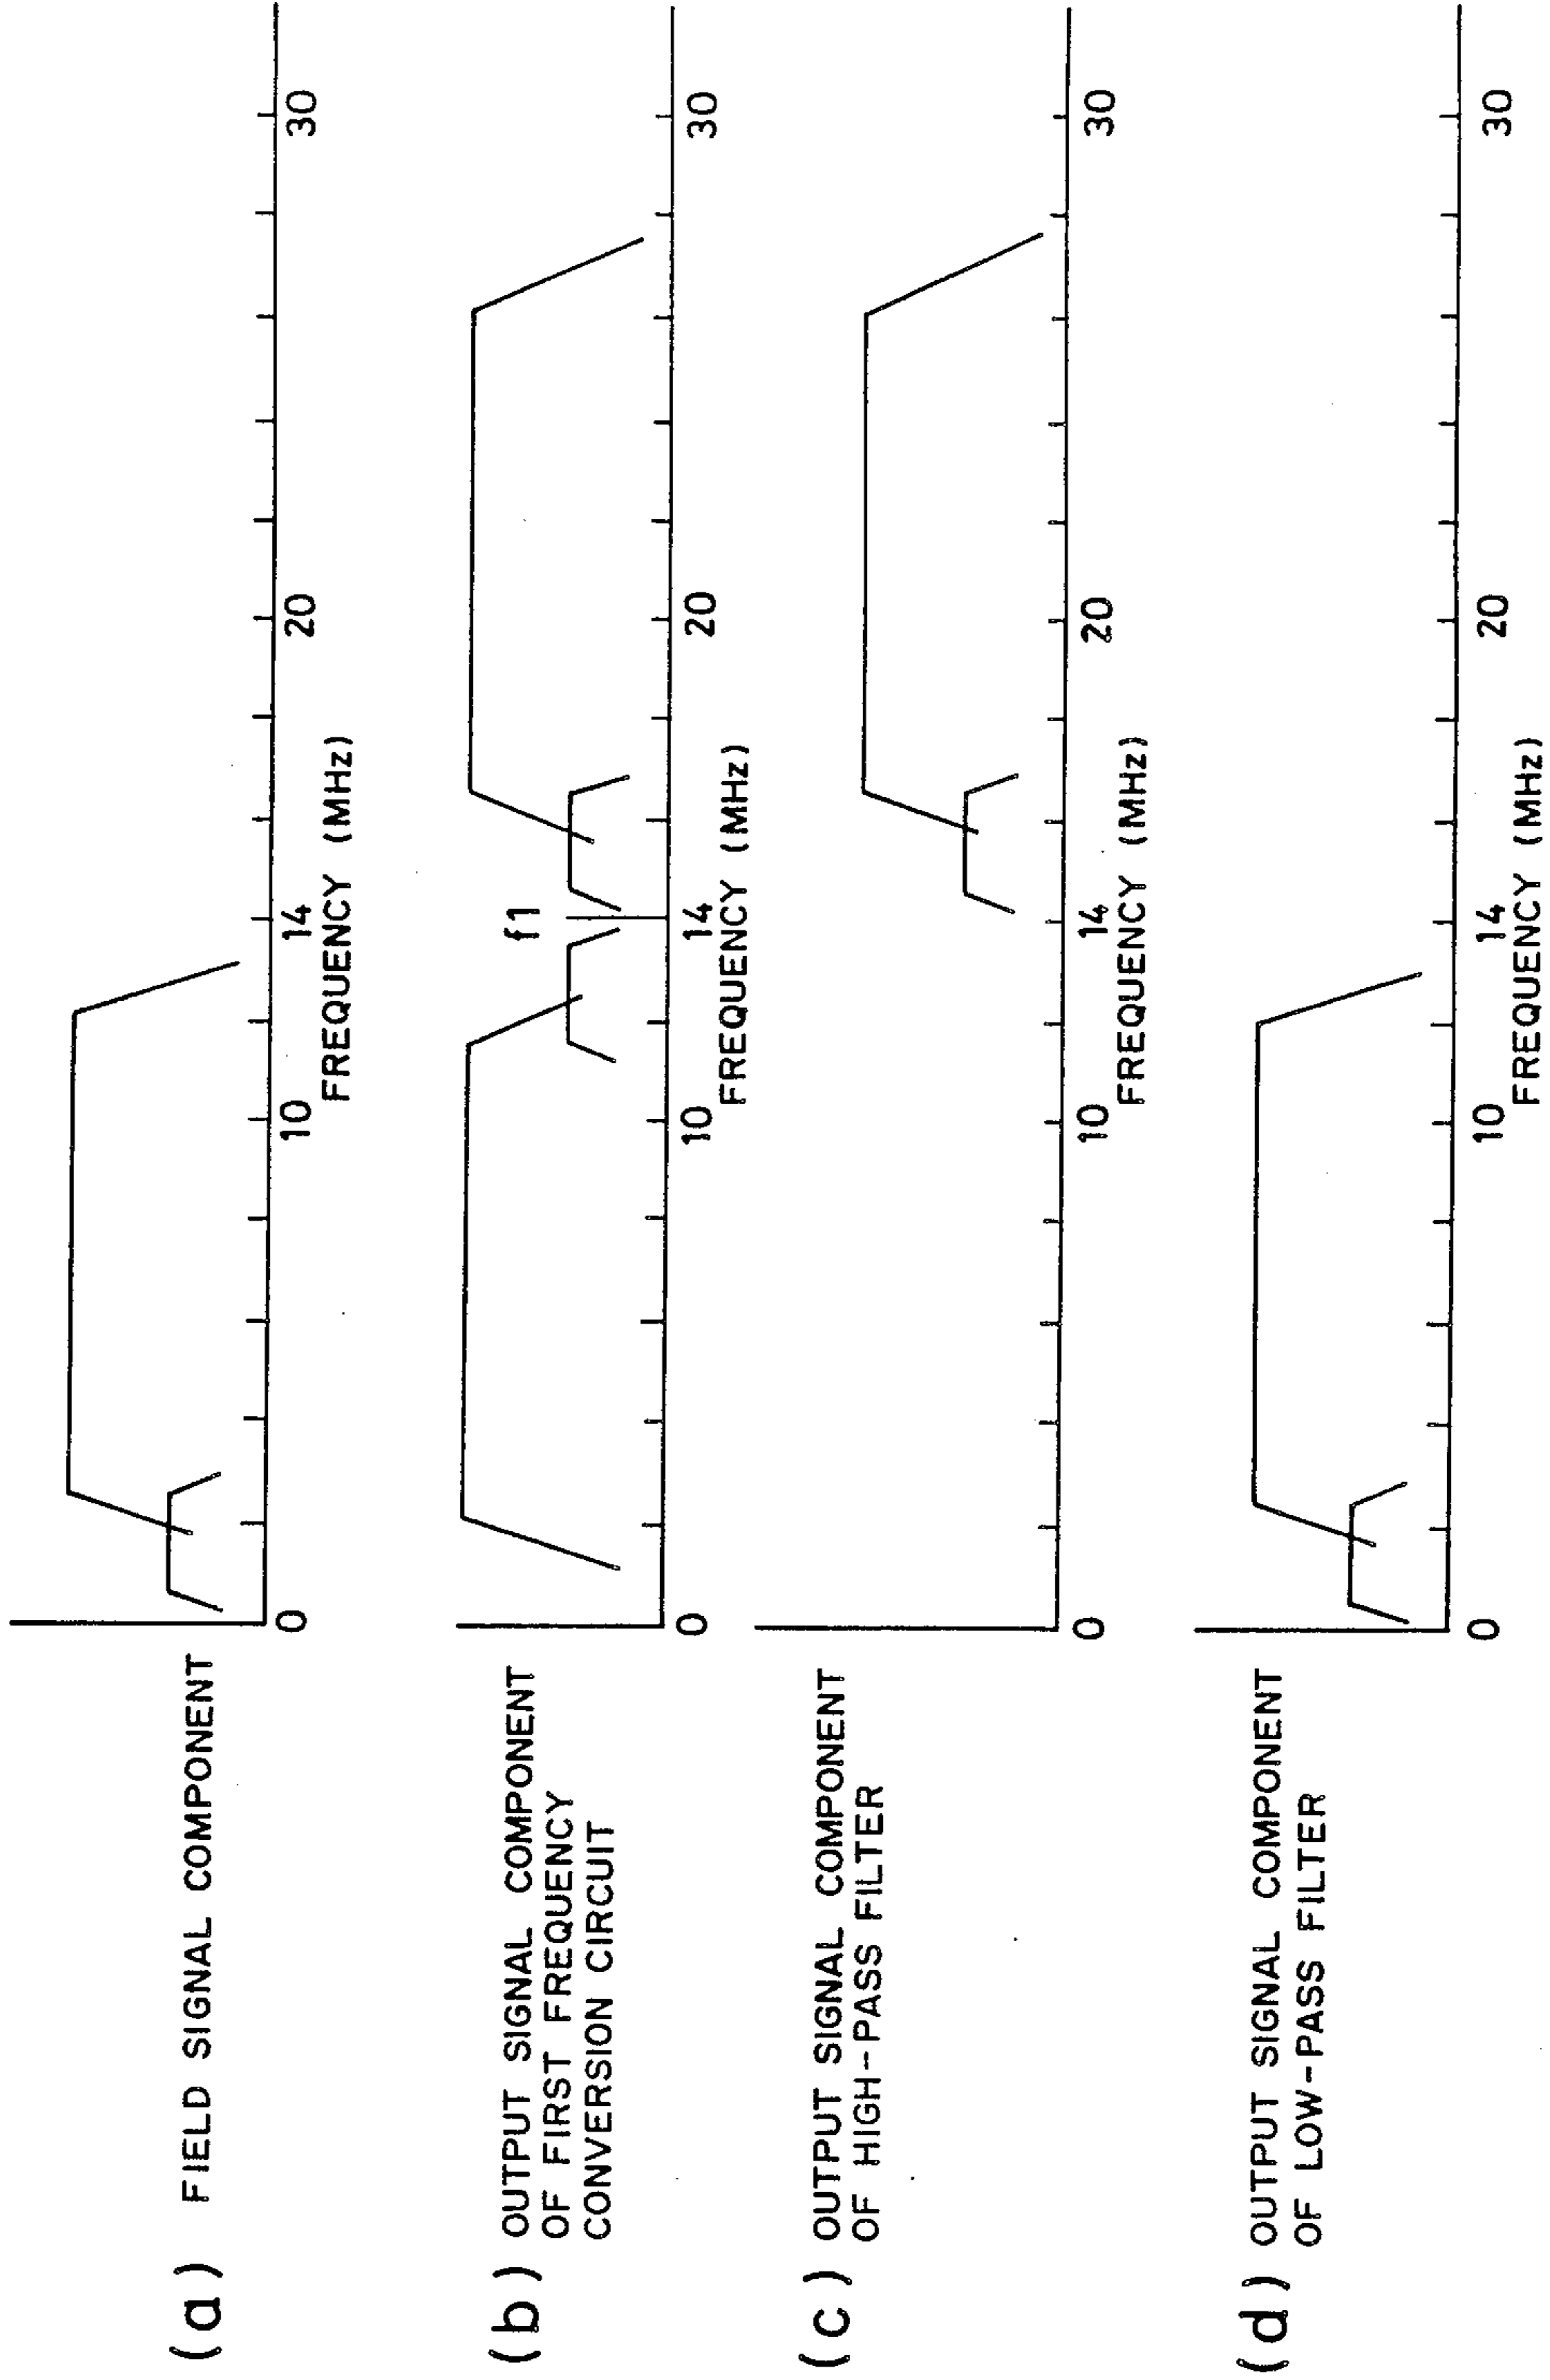 (a) FIELD SIGNAL COMPONENT
0 10 14 20 30
FREQUENCY (MHz)
(b) OUTPUT SIGNAL COMPONENT
OF FIRST FREQUENCY
CONVERSION CIRCUIT
f1
0 10 14 20 30
FREQUENCY (MHz)
(c) OUTPUT SIGNAL COMPONENT
OF HIGH-PASS FILTER
0 10 14 20 30
FREQUENCY (MHz)
(d) OUTPUT SIGNAL COMPONENT
OF LOW-PASS FILTER
0 10 14 20 30
FREQUENCY (MHz)